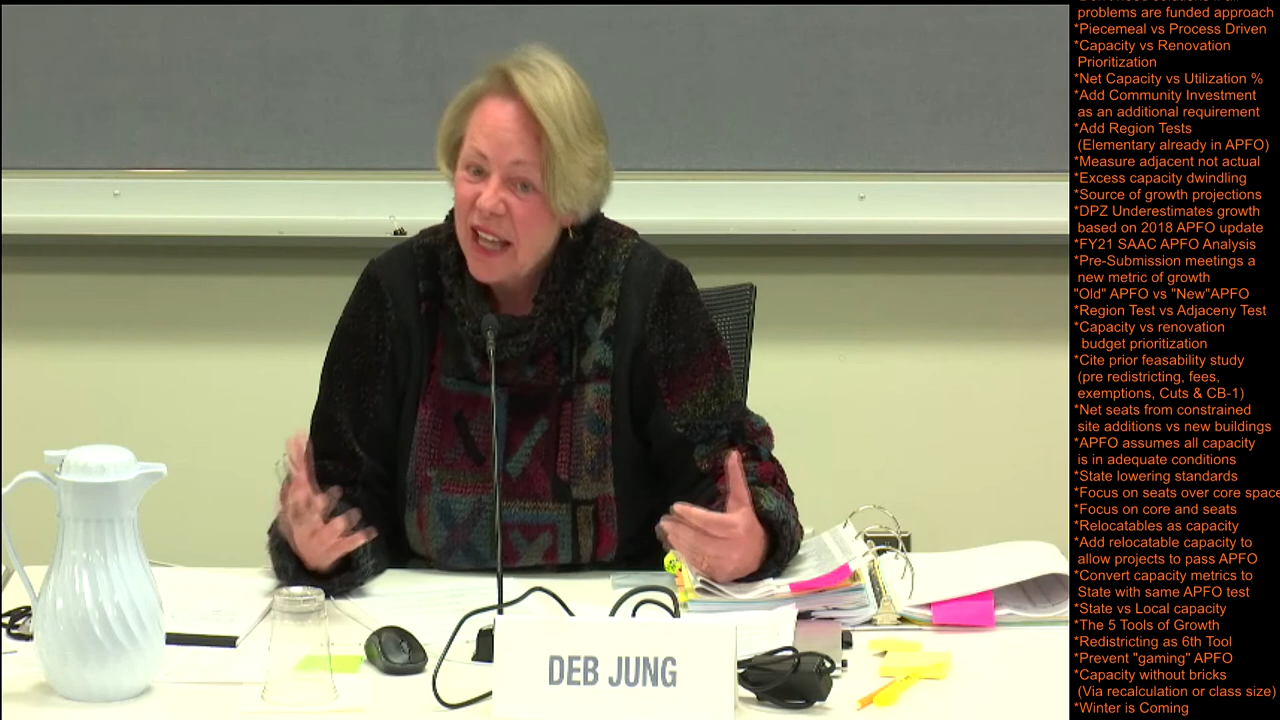 problems are funded approach
*Piecemeal vs Process Driven
*Capacity vs Renovation
Prioritization
*Net Capacity vs Utilization %
*Add Community Investment
as an additional requirement
*Add Region Tests
(Elementary already in APFO)
*Measure adjacent not actual
*Excess capacity dwindling
*Source of growth projections
*DPZ Underestimates growth
based on 2018 APFO update
*FY21 SAAC APFO Analysis
*Pre-Submission meetings a
new metric of growth
"Old" APFO vs "New"APFO
*Region Test vs Adjaceny Test
*Capacity vs renovation
budget prioritization
*Cite prior feasability study
(pre redistricting, fees,
exemptions, Cuts & CB-1)
*Net seats from constrained
site additions vs new buildings
*APFO assumes all capacity
is in adequate conditions
*State lowering standards
*Focus on seats over core space
*Focus on core and seats
*Relocatables as capacity
*Add relocatable capacity to
allow projects to pass APFO
*Convert capacity metrics to
State with same APFO test
*State vs Local capacity
*The 5 Tools of Growth
*Redistricting as 6th Tool
*Prevent "gaming" APFO
*Capacity without bricks
(Via recalculation or class size)
*Winter is Coming
DEB JUNG